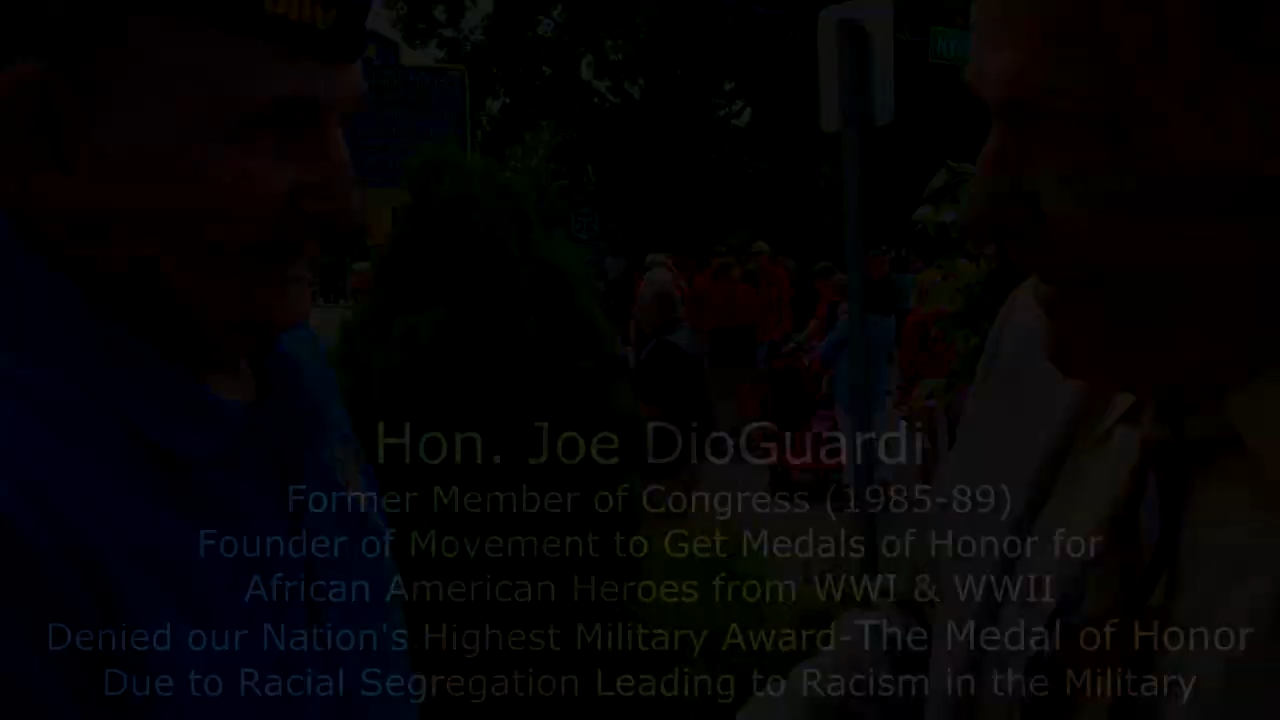 NY
Hon. Joe DioGuardi
Former Member of Congress (1985-89)
Founder of Movement to Get Medals of Honor for
African American Heroes from WWI & WWII
Denied our Nation's Highest Military Award-The Medal of Honor
Due to Racial Segregation Leading to Racism in the Military